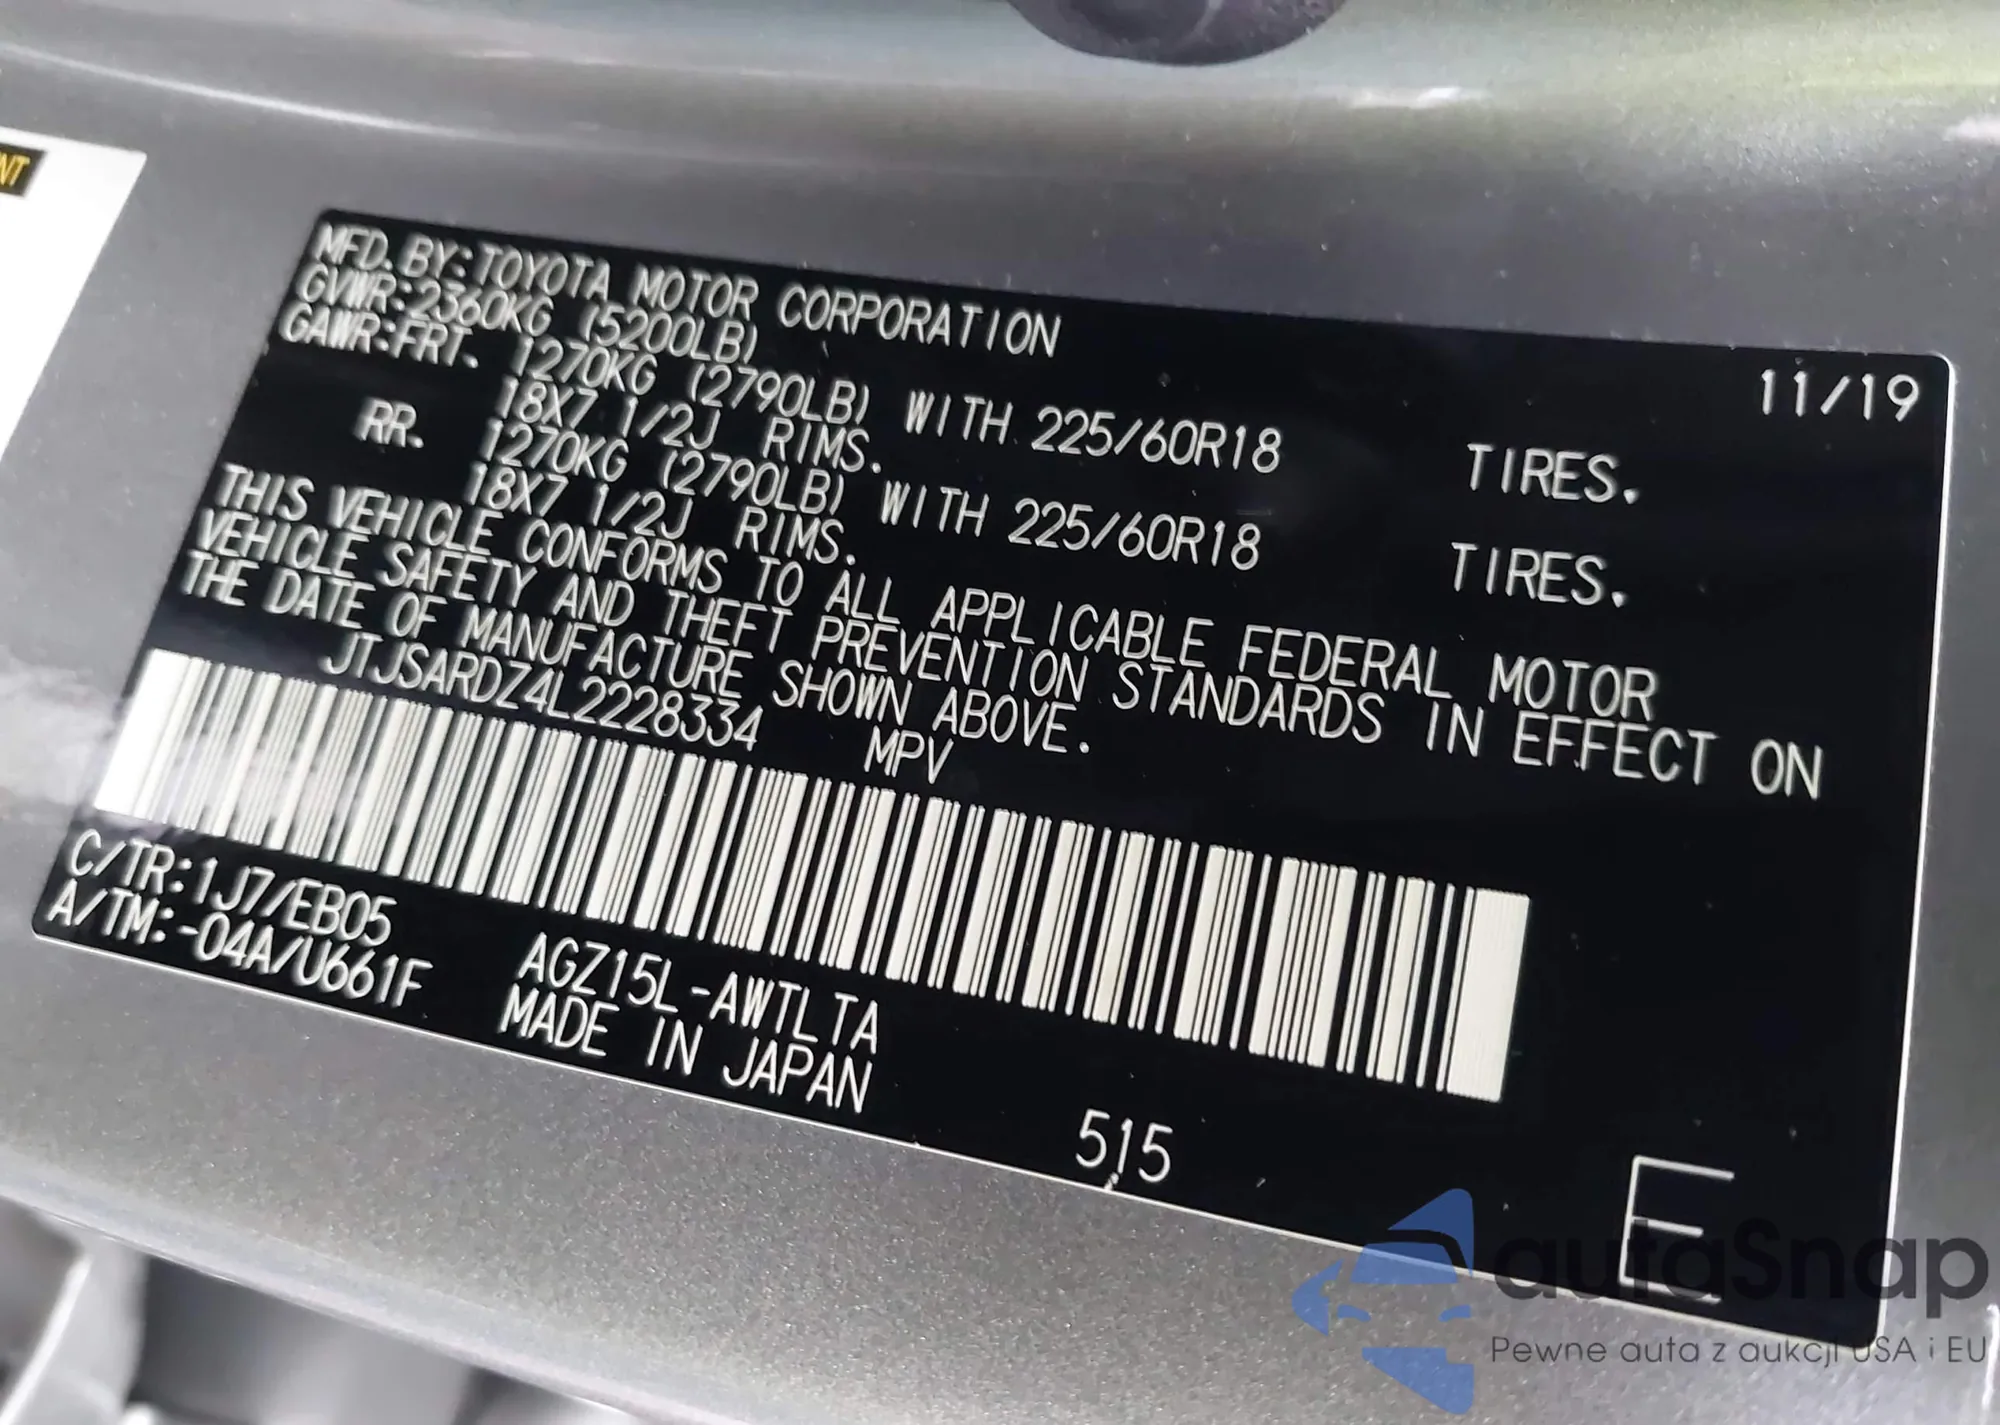 NT
MFD. BY: TOYOTA MOTOR CORPORATION 11/19
GVWR: 2360KG (5200LB)
GAWR: FRT. 1270KG (2790LB) WITH 225/60R18 TIRES.
18X7 1/2J RIMS.
RR. 1270KG (2790LB) WITH 225/60R18 TIRES.
18X7 1/2J RIMS.
THIS VEHICLE CONFORMS TO ALL APPLICABLE FEDERAL MOTOR
VEHICLE SAFETY AND THEFT PREVENTION STANDARDS IN EFFECT ON
THE DATE OF MANUFACTURE SHOWN ABOVE.
JTJSARDZ4L2228334 MPV
C/TR: 1J7/EB05
A/TM: -04A/U661F
AGZ15L-AWTLTA
MADE IN JAPAN
515
E
autaSnap
Pewne auta z aukcji USA i EU